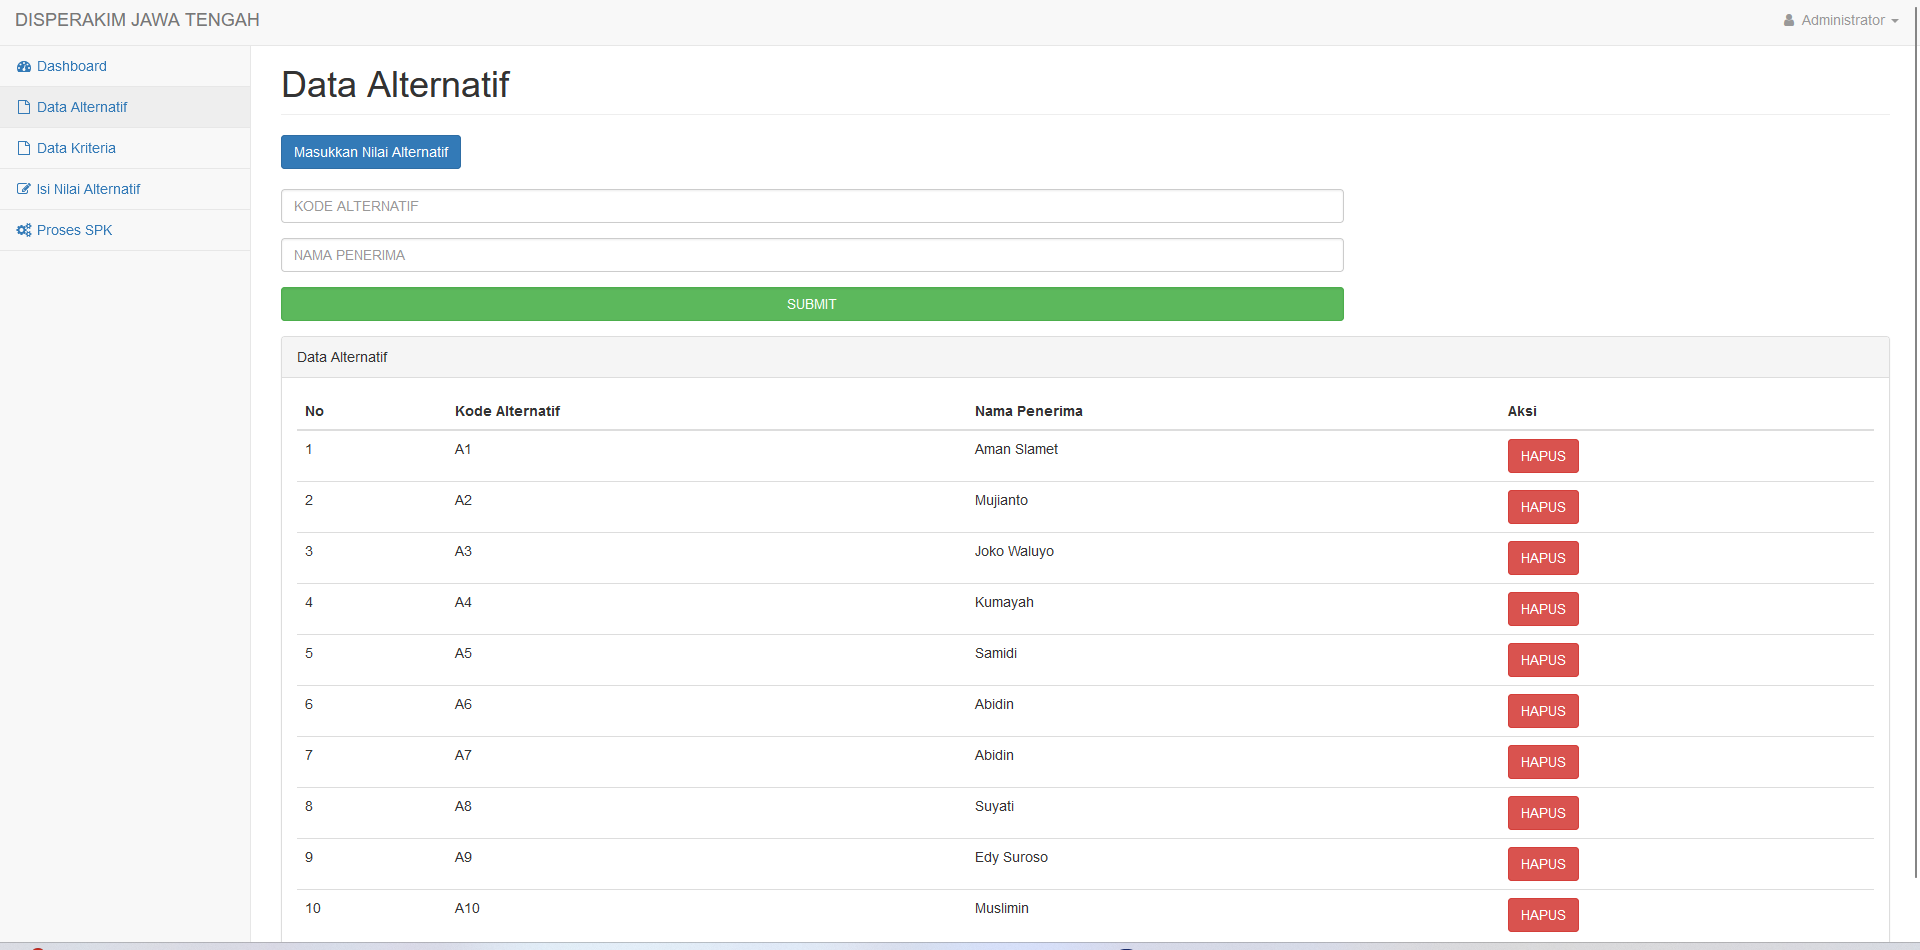 DISPERAKIM JAWA TENGAH
Administrator
Dashboard
Data Alternatif
Data Kriteria
Isi Nilai Alternatif
Proses SPK
Data Alternatif
Masukkan Nilai Alternatif
KODE ALTERNATIF
NAMA PENERIMA
SUBMIT
Data Alternatif
No Kode Alternatif Nama Penerima Aksi
1 A1 Aman Slamet HAPUS
2 A2 Mujianto HAPUS
3 A3 Joko Waluyo HAPUS
4 A4 Kumayah HAPUS
5 A5 Samidi HAPUS
6 A6 Abidin HAPUS
7 A7 Abidin HAPUS
8 A8 Suyati HAPUS
9 A9 Edy Suroso HAPUS
10 A10 Muslimin HAPUS